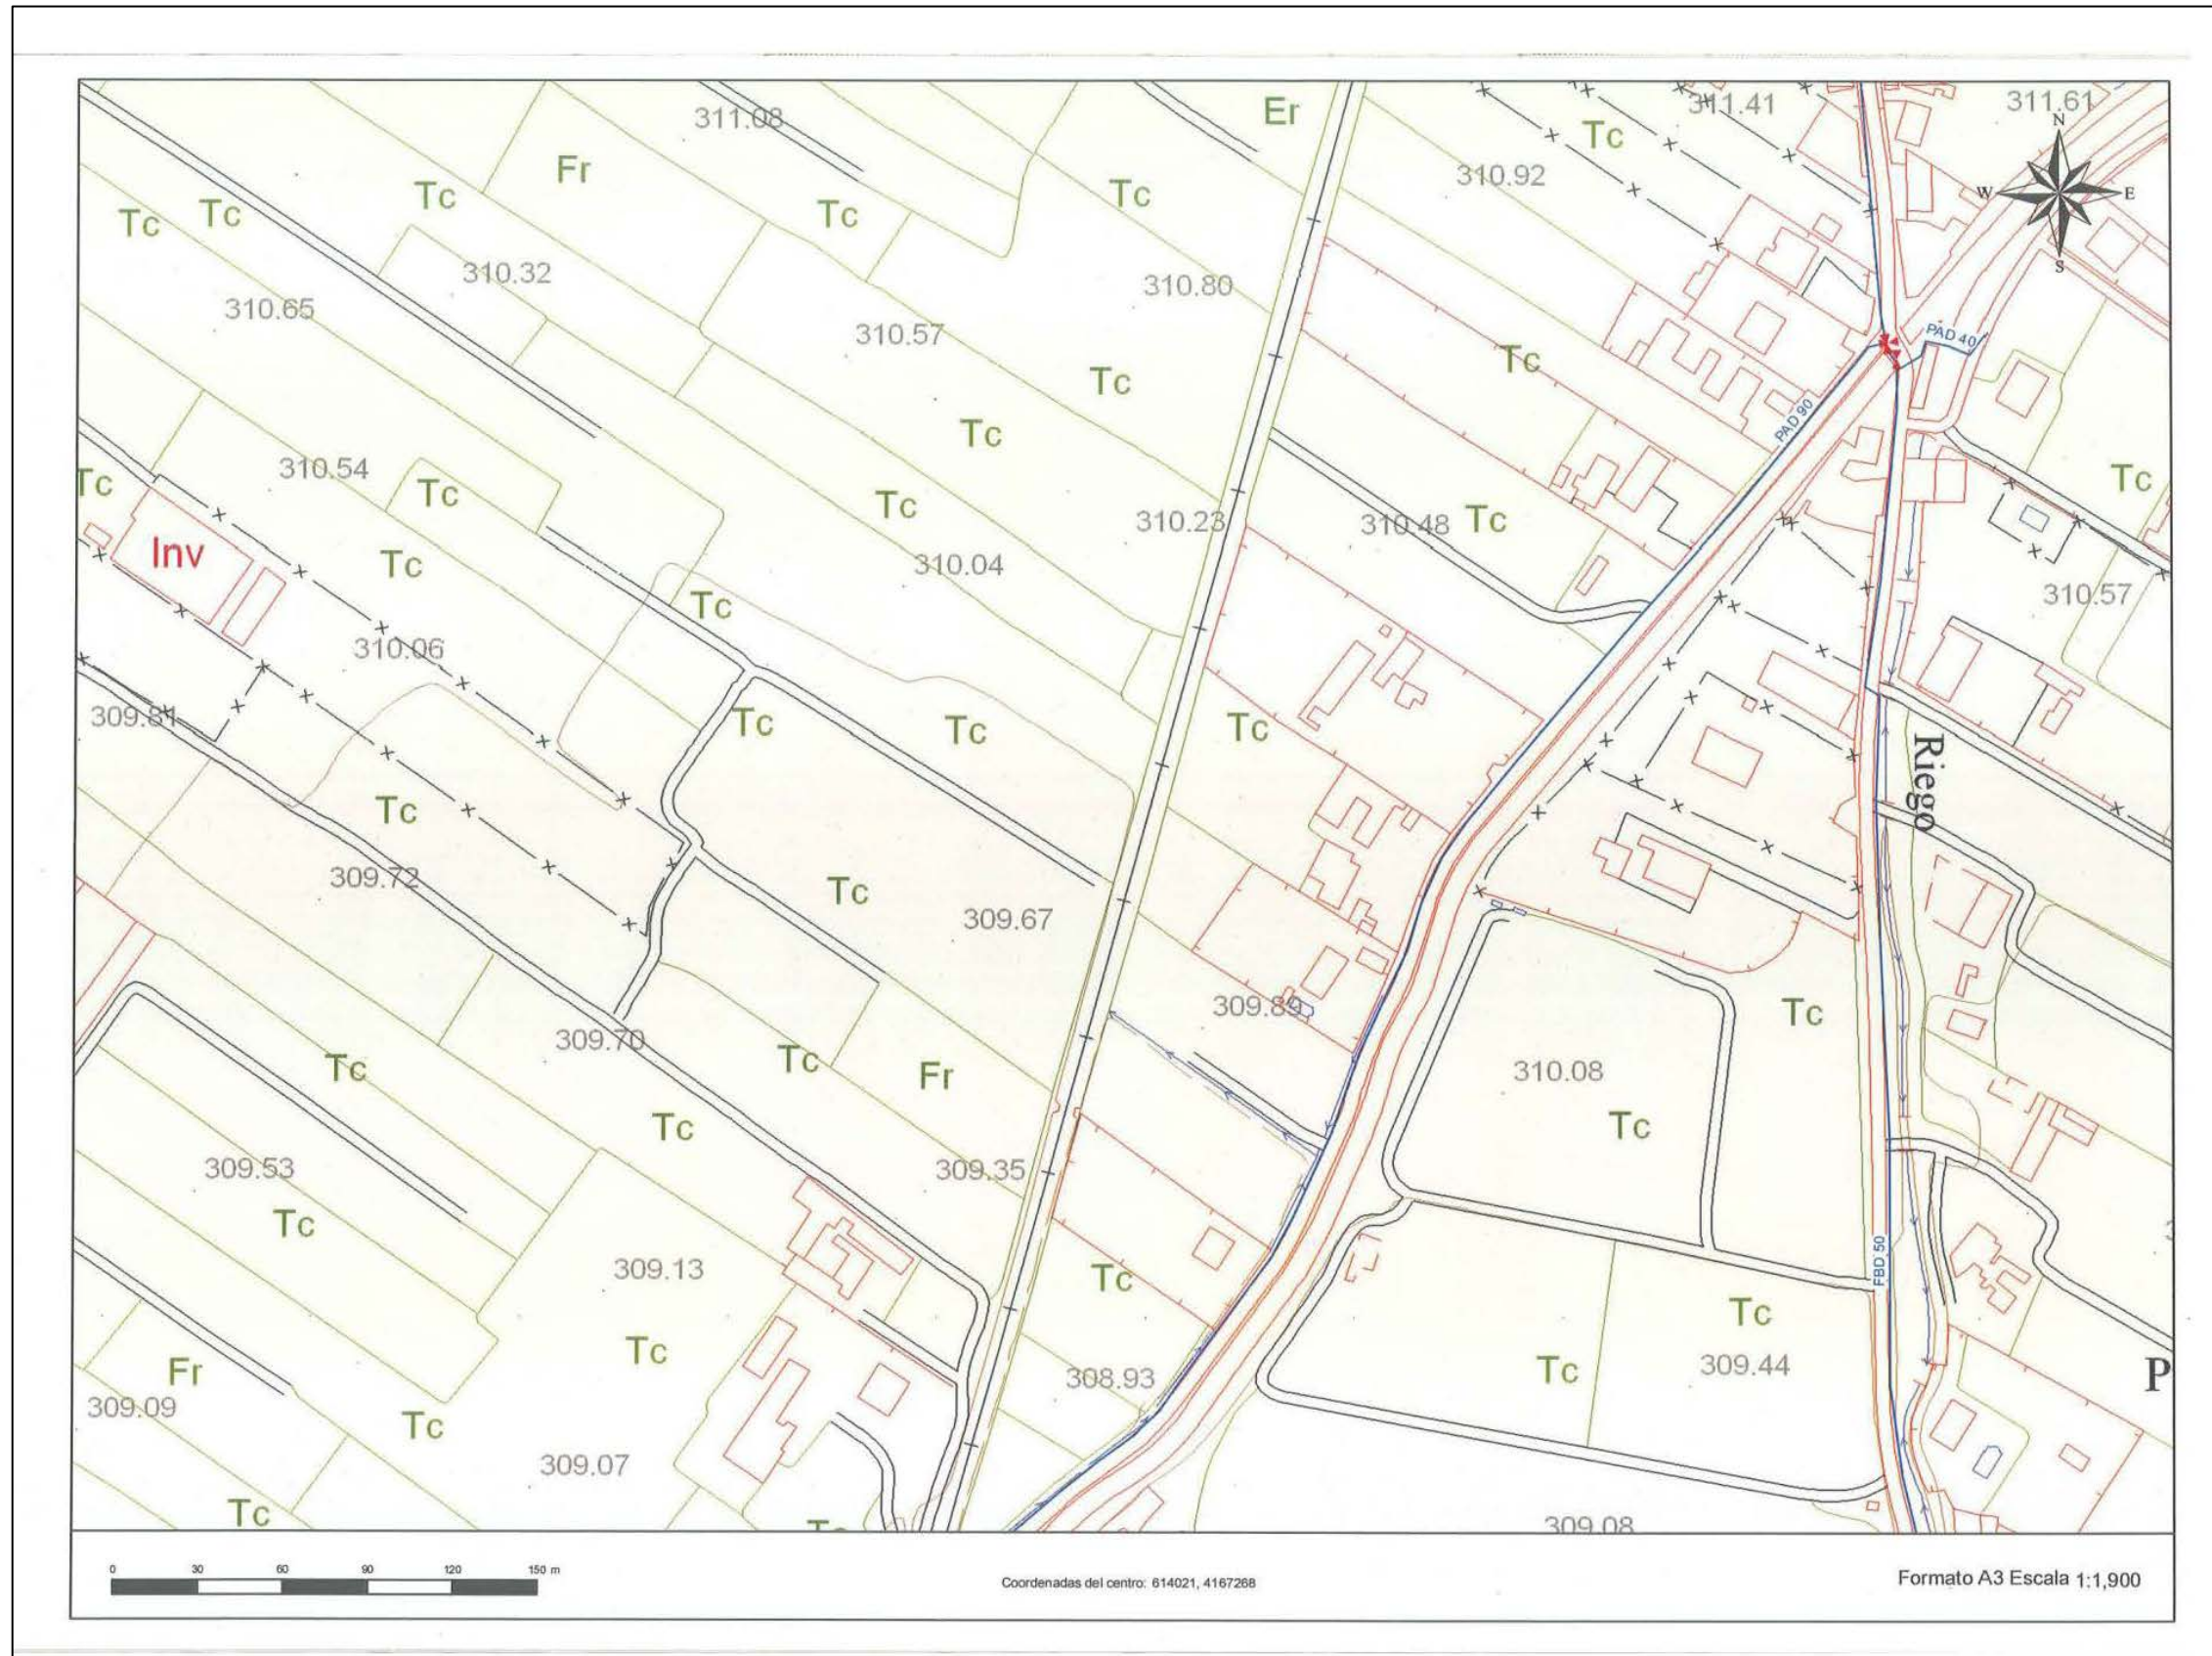 311.08
Er
311.41
311.61
Tc
N
Fr
310.92
Tc
Tc
W
E
Tc
Tc
Tc
S
310.32
310.80
310.65
310.57
PAD 40
Tc
Tc
PAD 90
Tc
310.54
Tc
Tc
Tc
Tc
310.23
310.48
Tc
Inv
Tc
310.04
310.57
Tc
310.06
309.81
Tc
Tc
Tc
Riego
Tc
309.72
Tc
309.67
309.89
Tc
309.70
Tc
Tc
Fr
310.08
Tc
Tc
309.53
309.35
Tc
309.13
Tc
FBD 50
Tc
Tc
Fr
308.93
Tc
309.44
P
309.09
Tc
309.07
Tc
309.08
0 30 60 90 120 150 m
Coordenadas del centro: 614021, 4167268
Formato A3 Escala 1:1,900